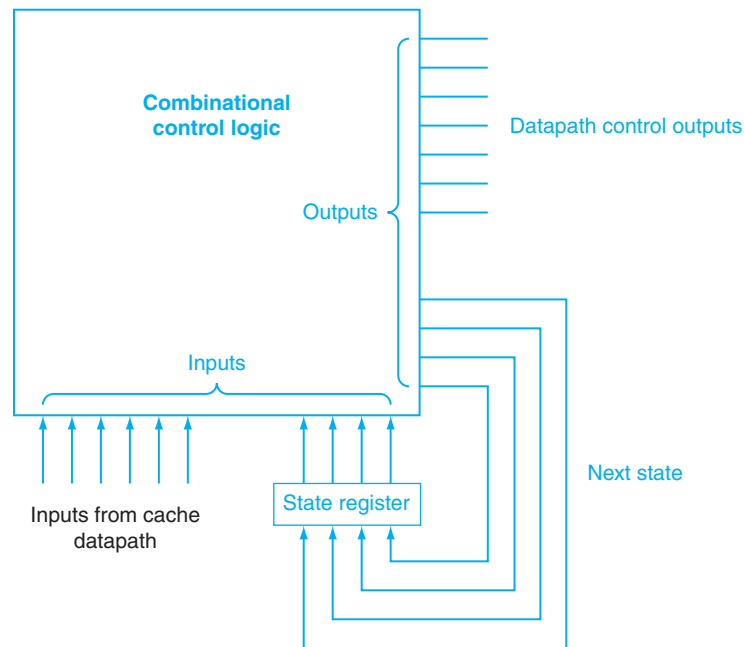 Combinational
control logic
Datapath control outputs
Outputs
Inputs
Next state
State register
Inputs from cache
datapath